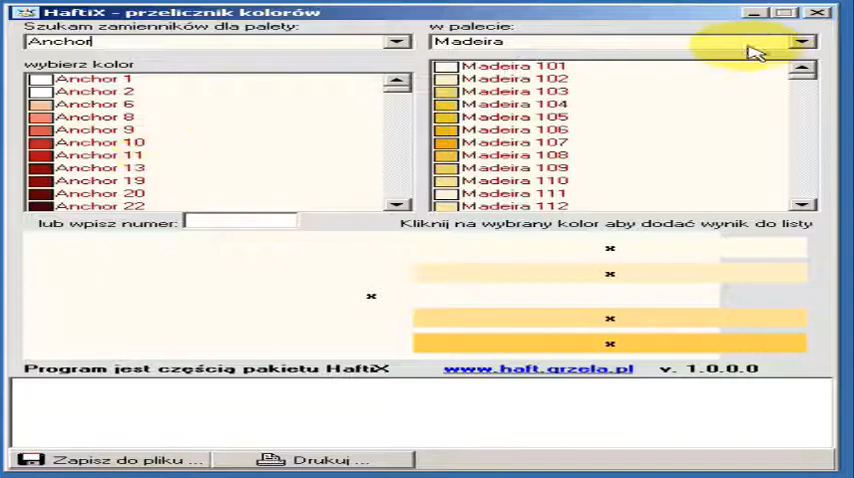 HaftiX - przelicznik kolorów
Szukam zamienników dla palety:
w palecie:
Anchor
Madeira
wybierz kolor
Anchor 1
Anchor 2
Anchor 6
Anchor 8
Anchor 9
Anchor 10
Anchor 11
Anchor 13
Anchor 19
Anchor 20
Anchor 22
Madeira 101
Madeira 102
Madeira 103
Madeira 104
Madeira 105
Madeira 106
Madeira 107
Madeira 108
Madeira 109
Madeira 110
Madeira 111
Madeira 112
lub wpisz numer:
Kliknij na wybrany kolor aby dodać wynik do listy
x
x
x
x
x
Program jest częścią pakietu HaftiX
www.haft.grzela.pl
v. 1.0.0.0
Zapisz do pliku ...
Drukuj ...